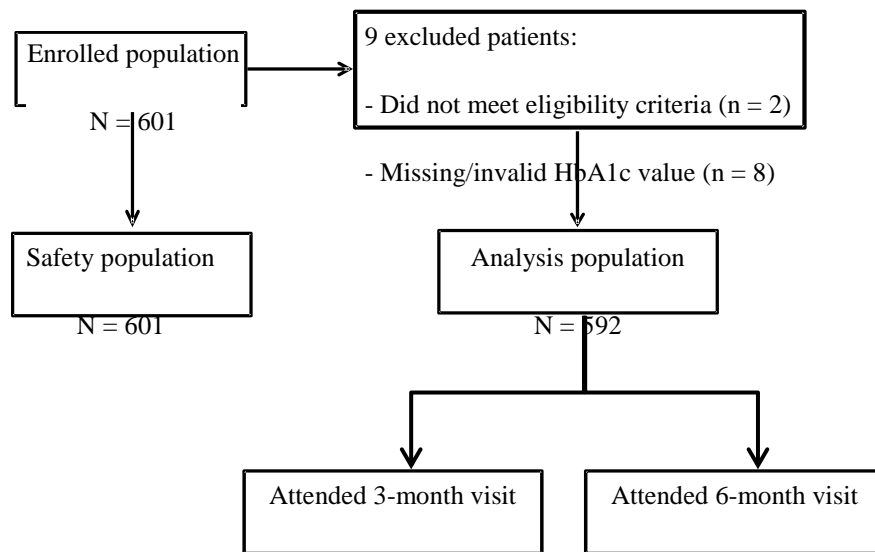 Enrolled population
N = 601
9 excluded patients:
- Did not meet eligibility criteria (n = 2)
- Missing/invalid HbA1c value (n = 8)
Safety population
N = 601
Analysis population
N = 592
Attended 3-month visit
Attended 6-month visit